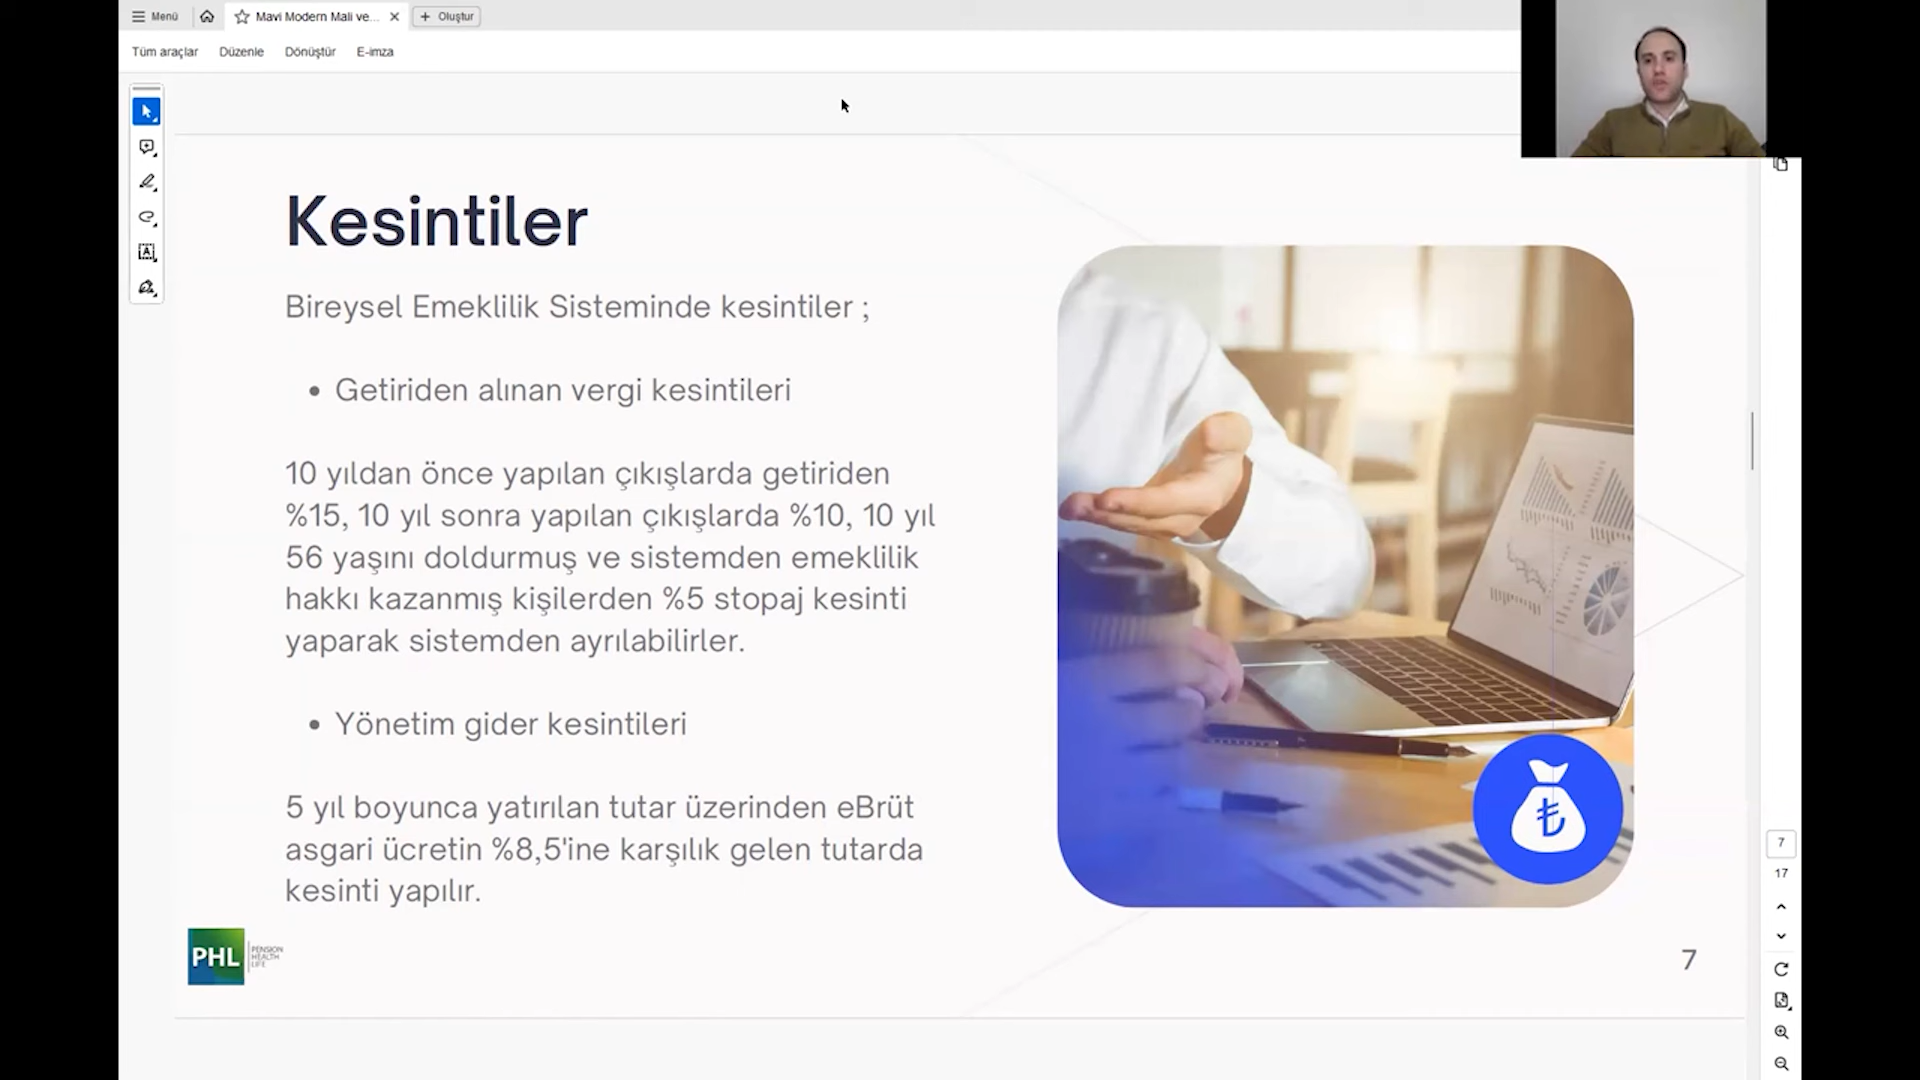 Menü
Mavi Modern Mali ve...
Oluştur
Tüm araçlar
Düzenle
Dönüştür
E-imza
Kesintiler
Bireysel Emeklilik Sisteminde kesintiler ;
• Getiriden alınan vergi kesintileri
10 yıldan önce yapılan çıkışlarda getiriden
%15, 10 yıl sonra yapılan çıkışlarda %10, 10 yıl
56 yaşını doldurmuş ve sistemden emeklilik
hakkı kazanmış kişilerden %5 stopaj kesinti
yaparak sistemden ayrılabilirler.
• Yönetim gider kesintileri
5 yıl boyunca yatırılan tutar üzerinden eBrüt
asgari ücretin %8,5'ine karşılık gelen tutarda
kesinti yapılır.
PHL
PENSION
HEALTH
LIFE
7
7
17